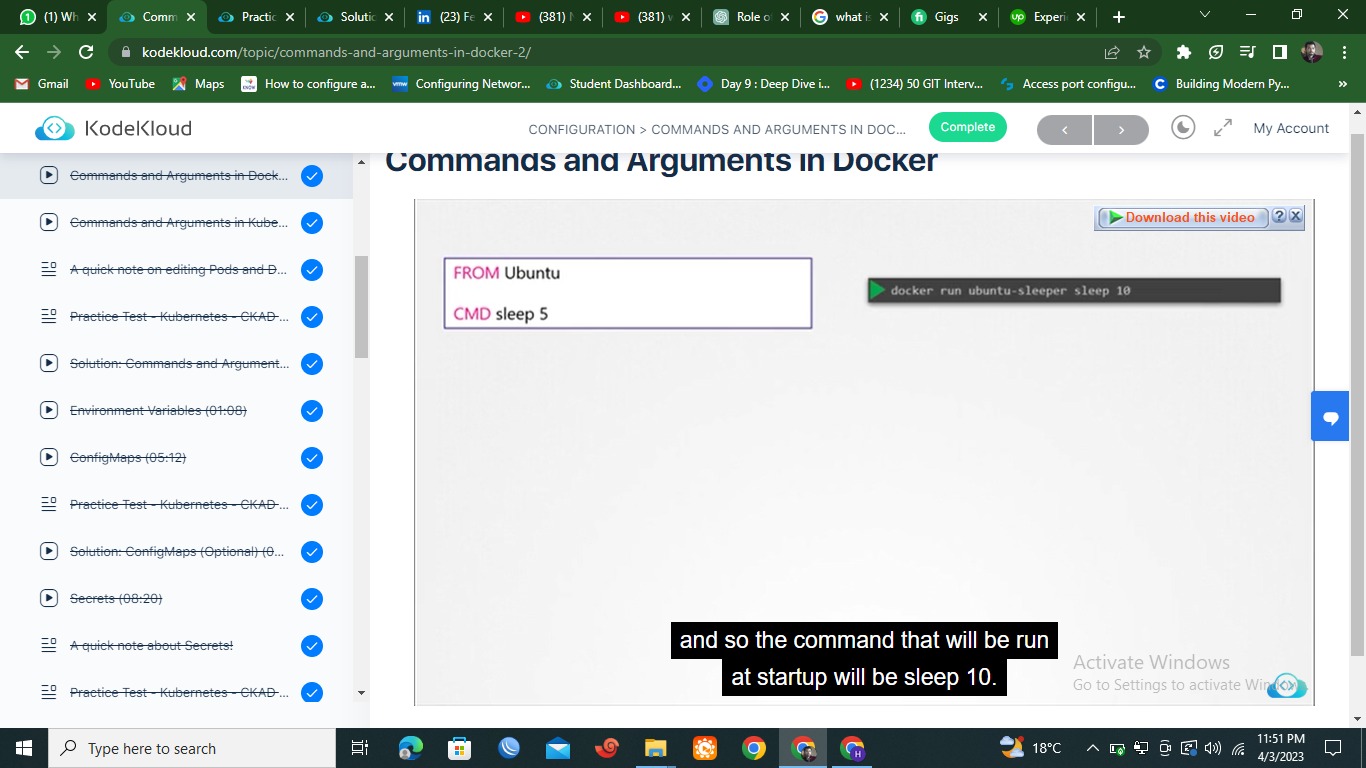 (1) Wh
Comm
Practic
Solutic
(23) Fe
(381) N
(381) v
Role o
what is
Gigs
Experi
kodekloud.com/topic/commands-and-arguments-in-docker-2/
Gmail
YouTube
Maps
How to configure a...
Configuring Networ...
Student Dashboard...
Day 9 : Deep Dive i...
(1234) 50 GIT Interv...
Access port configu...
Building Modern Py...
KodeKloud
CONFIGURATION > COMMANDS AND ARGUMENTS IN DOC...
Complete
My Account
Commands and Arguments in Dock...
Commands and Arguments in Kube...
A quick note on editing Pods and D...
Practice Test - Kubernetes - CKAD ...
Solution: Commands and Argument...
Environment Variables (01:08)
ConfigMaps (05:12)
Practice Test - Kubernetes - CKAD ...
Solution: ConfigMaps (Optional) (0...
Secrets (08:20)
A quick note about Secrets!
Practice Test - Kubernetes - CKAD ...
Commands and Arguments in Docker
Download this video
FROM Ubuntu
CMD sleep 5
docker run ubuntu-sleeper sleep 10
and so the command that will be run
at startup will be sleep 10.
Activate Windows
Go to Settings to activate Windows.
Type here to search
18°C
11:51 PM
4/3/2023